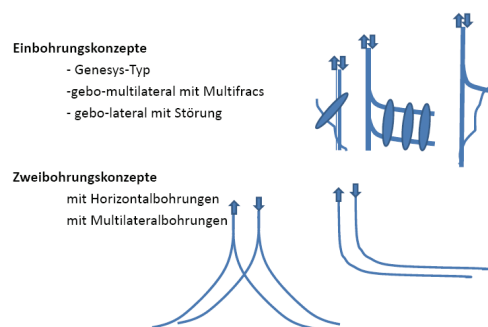 Einbohrungskonzepte
- Genesys-Typ
-gebo-multilateral mit Multifracs
- gebo-lateral mit Störung
Zweibohrungskonzepte
mit Horizontalbohrungen
mit Multilateralbohrungen